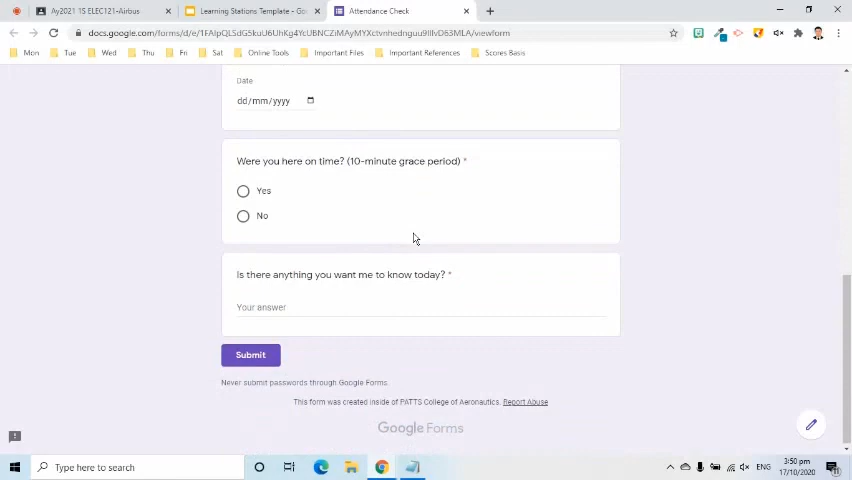 Ay2021 1S ELEC121-Airbus
Learning Stations Template - Go
Attendance Check
docs.google.com/forms/d/e/
Mon
Tue
Wed
Thu
Fri
Sat
Online Tools
Important Files
Important References
Scores Basis
Date
dd/mm/yyyy
Were you here on time? (10-minute grace period) *
Yes
No
Is there anything you want me to know today? *
Your answer
Submit
Never submit passwords through Google Forms.
This form was created inside of PATTS College of Aeronautics. Report Abuse
Google Forms
Type here to search
ENG
3:50 pm
17/10/2020